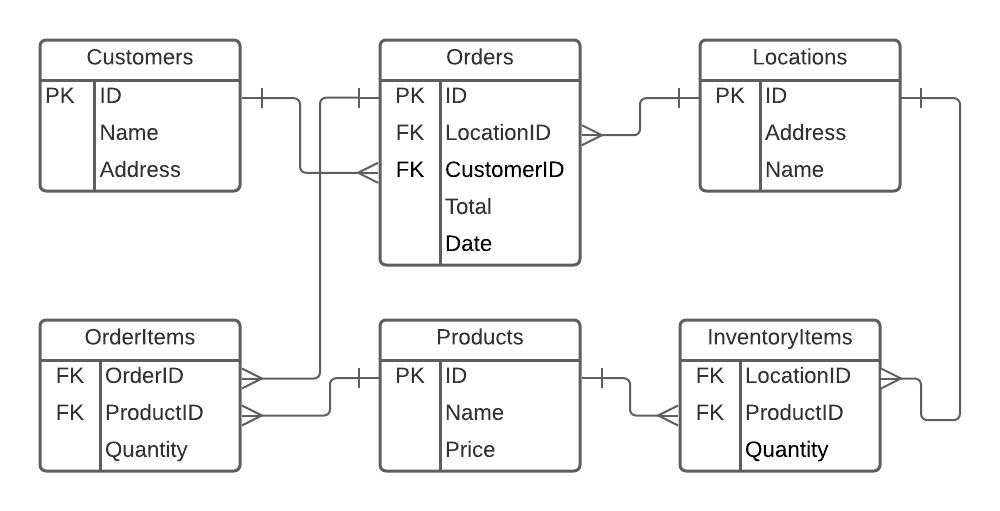 Customers
PK ID
Name
Address
Orders
PK ID
FK LocationID
FK CustomerID
Total
Date
Locations
PK ID
Address
Name
OrderItems
FK OrderID
FK ProductID
Quantity
Products
PK ID
Name
Price
InventoryItems
FK LocationID
FK ProductID
Quantity